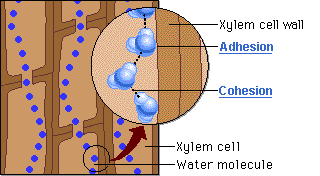 Xylem cell wall
Adhesion
Cohesion
Xylem cell
Water molecule